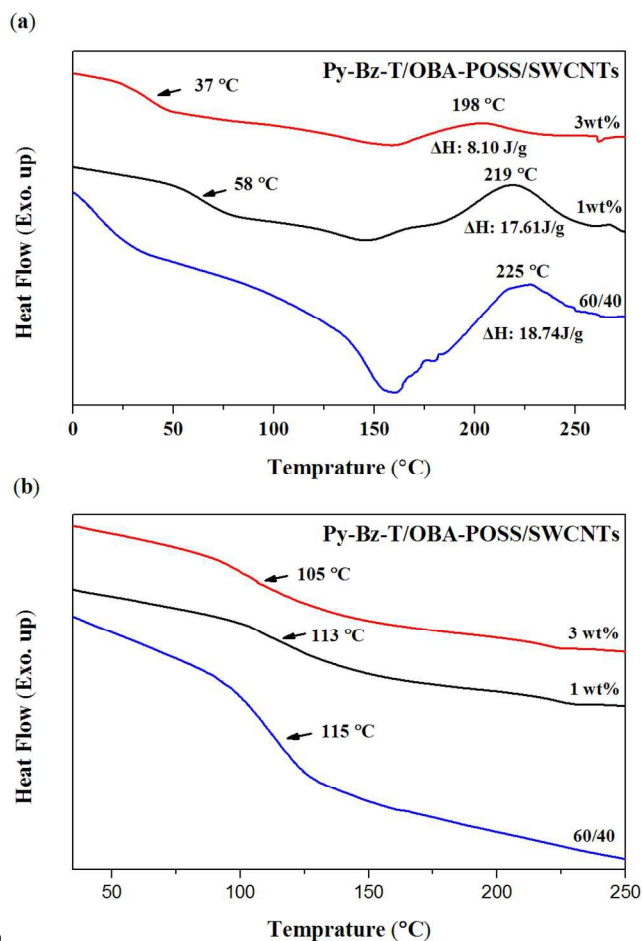 (a)
Py-Bz-T/OBA-POSS/SWCNTs
37 °C
198 °C
3wt%
ΔH: 8.10 J/g
58 °C
219 °C
1wt%
ΔH: 17.61J/g
225 °C
60/40
ΔH: 18.74J/g
Heat Flow (Exo. up)
0 50 100 150 200 250
Temprature (°C)
(b)
Py-Bz-T/OBA-POSS/SWCNTs
105 °C
3 wt%
113 °C
1 wt%
115 °C
60/40
Heat Flow (Exo. up)
50 100 150 200 250
Temprature (°C)